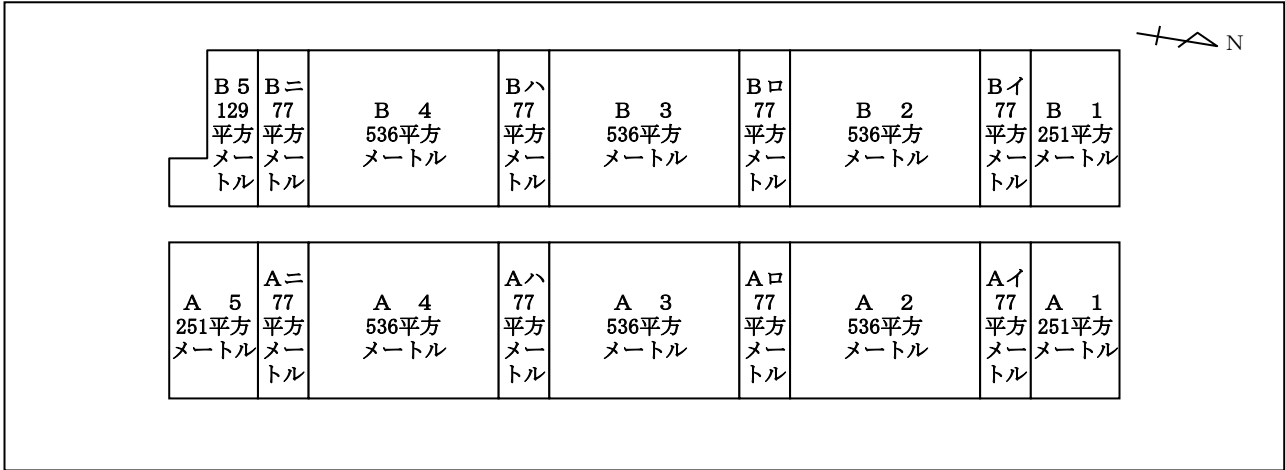 N
B 5
129
平方
メー
トル
Bニ
77
平方
メー
トル
B 4
536平方
メートル
Bハ
77
平方
メー
トル
B 3
536平方
メートル
Bロ
77
平方
メー
トル
B 2
536平方
メートル
Bイ
77
平方
メー
トル
B 1
251平方
メートル
A 5
251平方
メートル
Aニ
77
平方
メー
トル
A 4
536平方
メートル
Aハ
77
平方
メー
トル
A 3
536平方
メートル
Aロ
77
平方
メー
トル
A 2
536平方
メートル
Aイ
77
平方
メー
トル
A 1
251平方
メートル